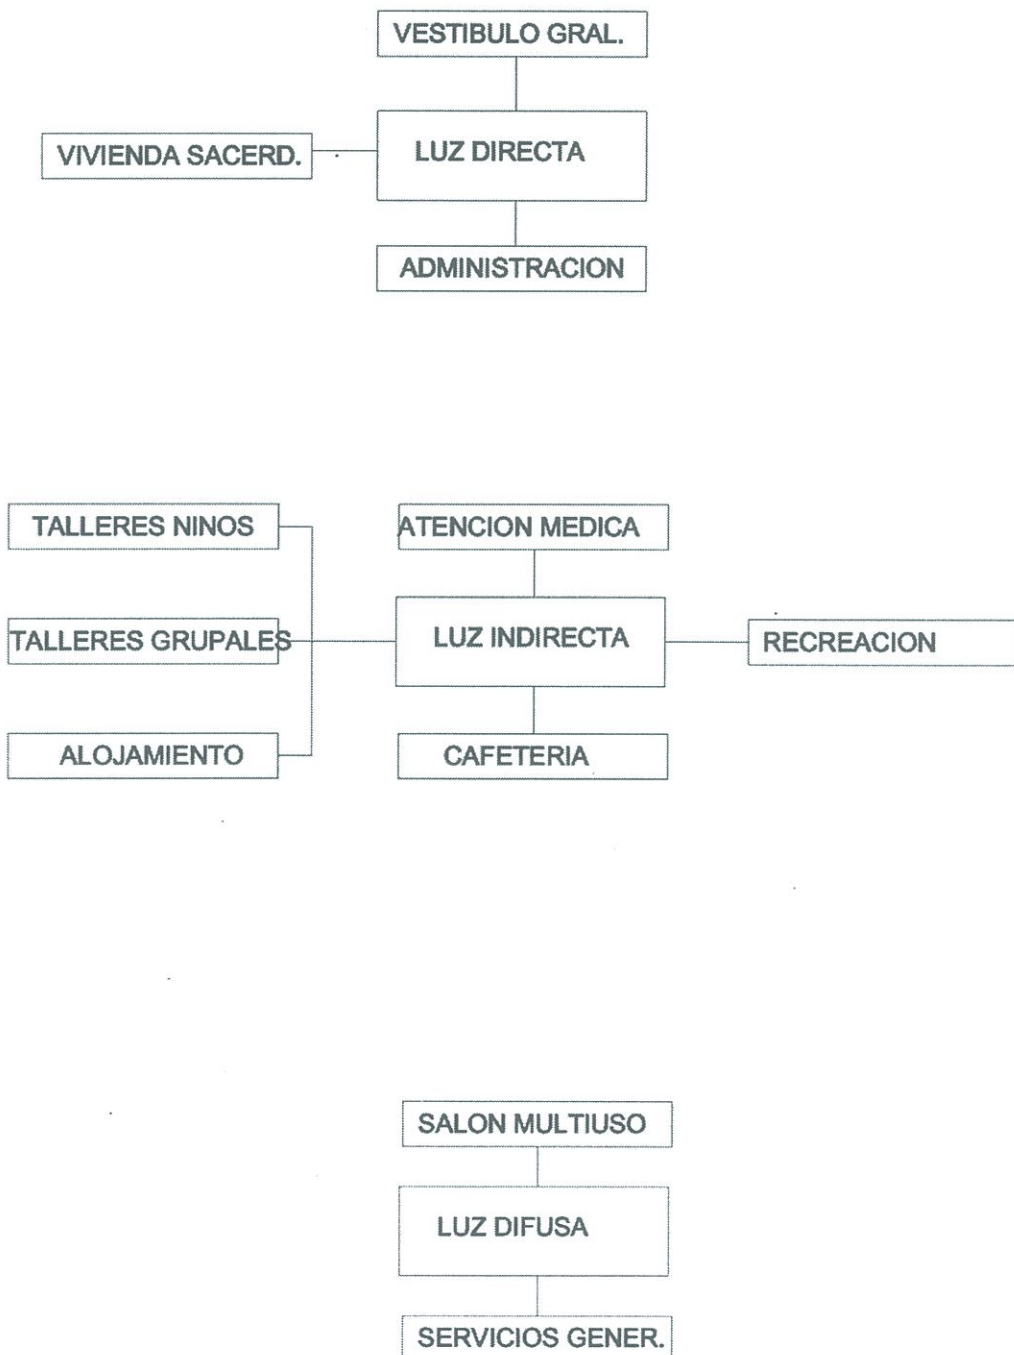 VESTIBULO GRAL.
VIVIENDA SACERD.
LUZ DIRECTA
ADMINISTRACION
TALLERES NINOS
ATENCION MEDICA
TALLERES GRUPALES
LUZ INDIRECTA
RECREACION
ALOJAMIENTO
CAFETERIA
SALON MULTIUSO
LUZ DIFUSA
SERVICIOS GENER.